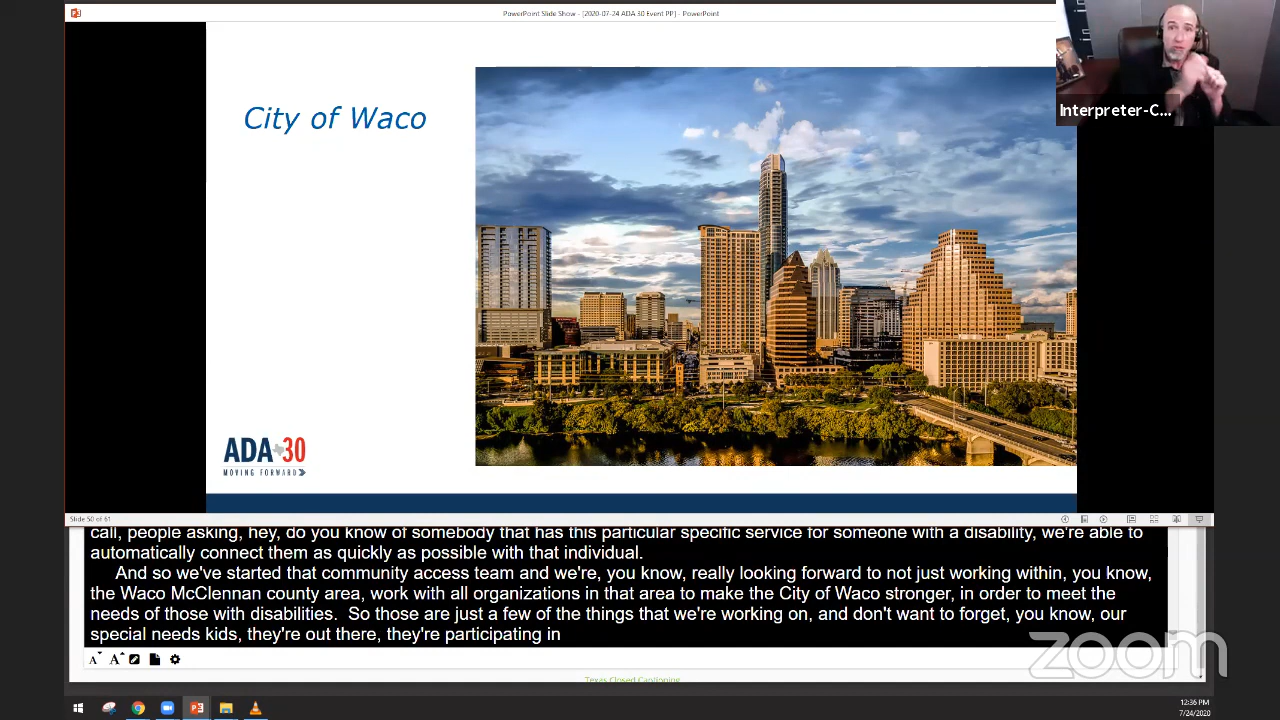 PowerPoint Slide Show - [2020-07-24 ADA 30 Event PP] - PowerPoint
Interpreter-C...
City of Waco
ADA 30
MOVING FORWARD
Slide 50 of 61
call, people asking, hey, do you know of somebody that has this particular specific service for someone with a disability, we're able to
automatically connect them as quickly as possible with that individual.
And so we've started that community access team and we're, you know, really looking forward to not just working within, you know,
the Waco McClennan county area, work with all organizations in that area to make the City of Waco stronger, in order to meet the
needs of those with disabilities. So those are just a few of the things that we're working on, and don't want to forget, you know, our
special needs kids, they're out there, they're participating in
zoom
A A
Texas Closed Captioning
12:36 PM
7/24/2020